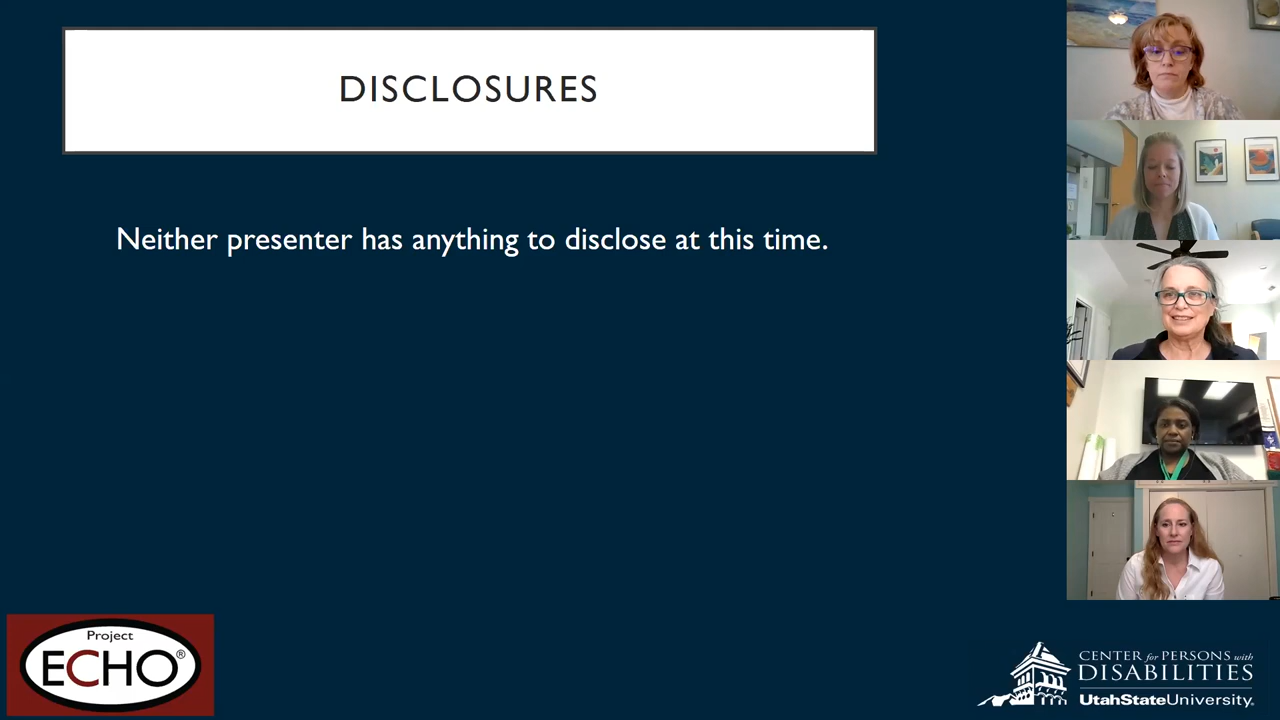 DISCLOSURES
Neither presenter has anything to disclose at this time.
Project
ECHO®
CENTER for PERSONS with
DISABILITIES
UtahStateUniversity®